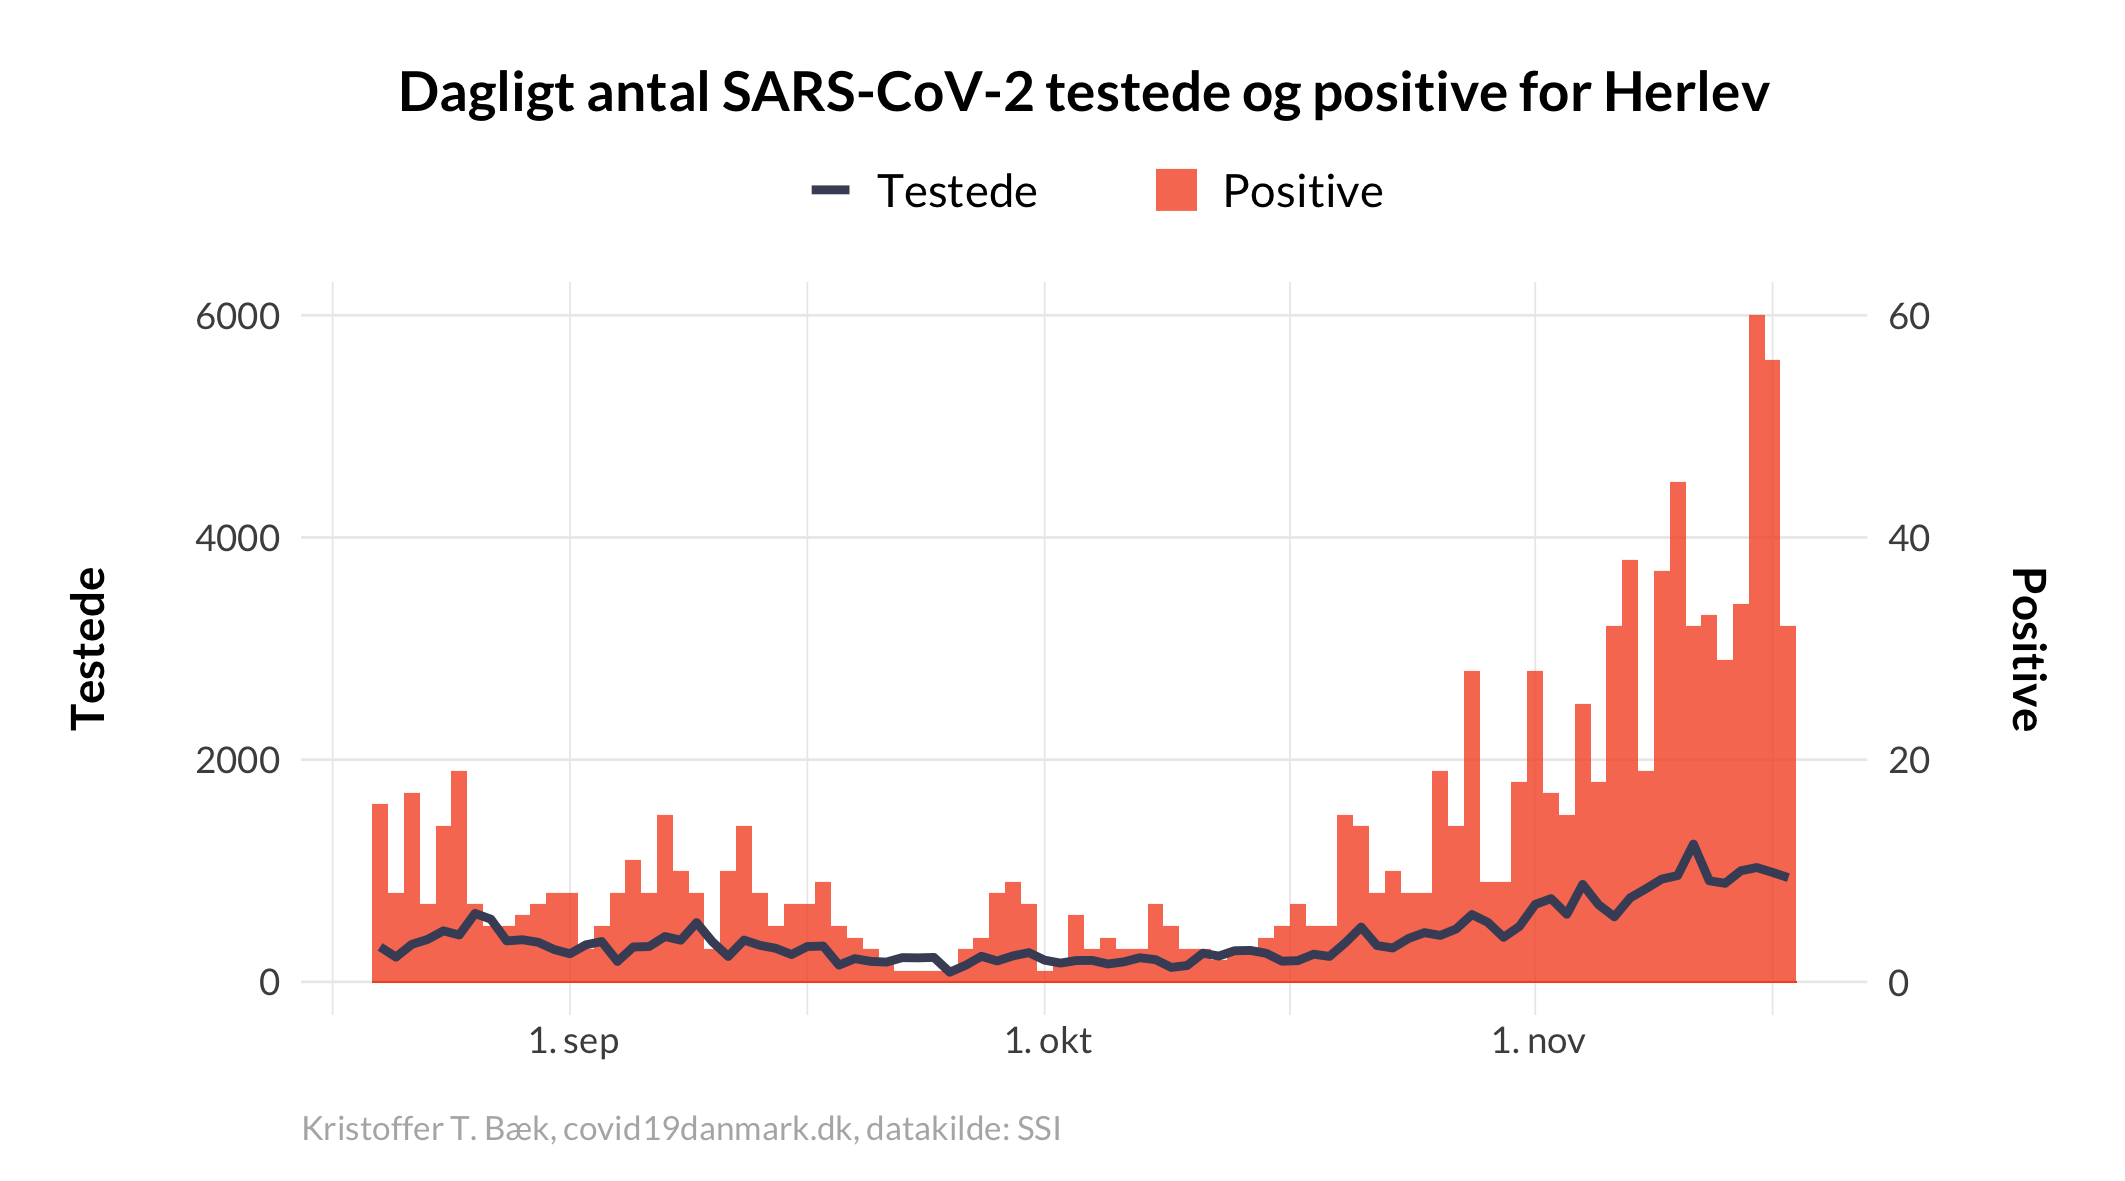 Dagligt antal SARS-CoV-2 testede og positive for Herlev
Testede
Positive
6000
4000
2000
0
60
40
20
0
Testede
Positive
1. sep
1. okt
1. nov
Kristoffer T. Bæk, covid19danmark.dk, datakilde: SSI